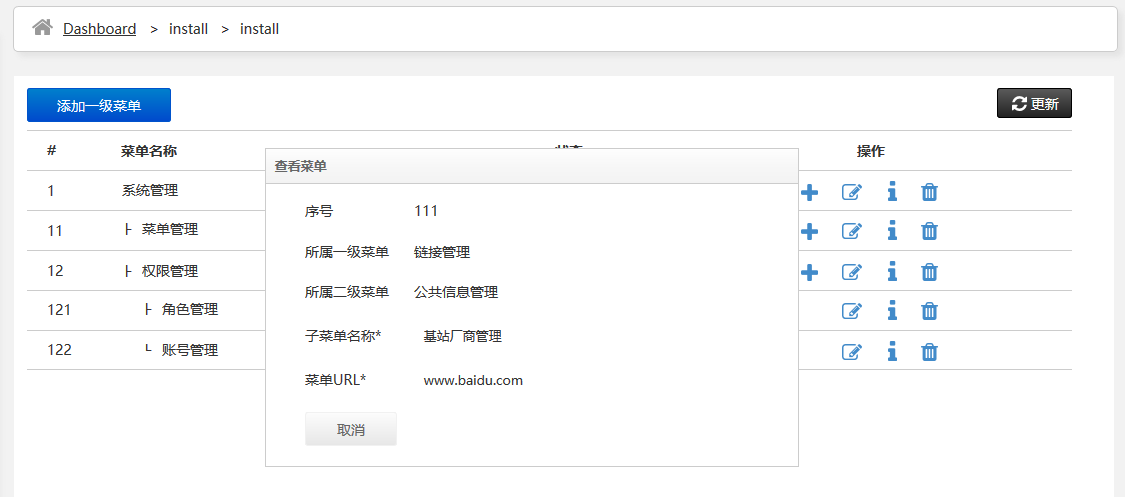 Dashboard > install > install
添加一级菜单 更新
# 菜单名称 操作
查看菜单
1 系统管理
序号 111
11 ├ 菜单管理
所属一级菜单 链接管理
12 ├ 权限管理
所属二级菜单 公共信息管理
121 ├ 角色管理
子菜单名称* 基站厂商管理
122 └ 账号管理
菜单URL* www.baidu.com
取消